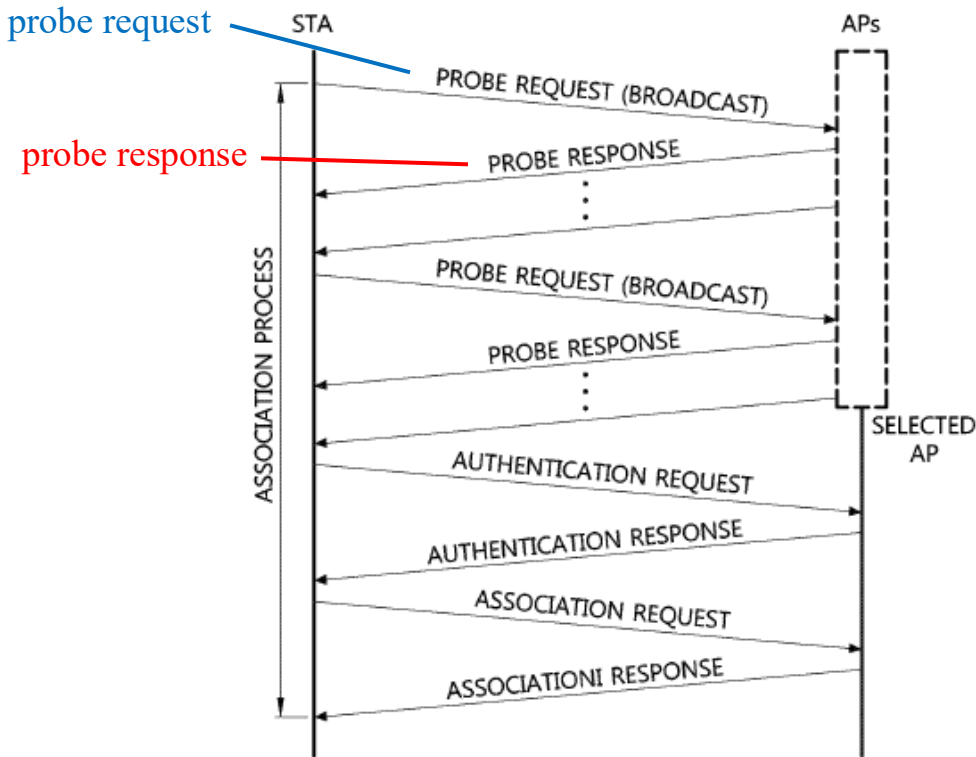 probe request
STA
APs
PROBE REQUEST (BROADCAST)
probe response
PROBE RESPONSE
ASSOCIATION PROCESS
PROBE REQUEST (BROADCAST)
PROBE RESPONSE
SELECTED
AP
AUTHENTICATION REQUEST
AUTHENTICATION RESPONSE
ASSOCIATION REQUEST
ASSOCIATIONI RESPONSE